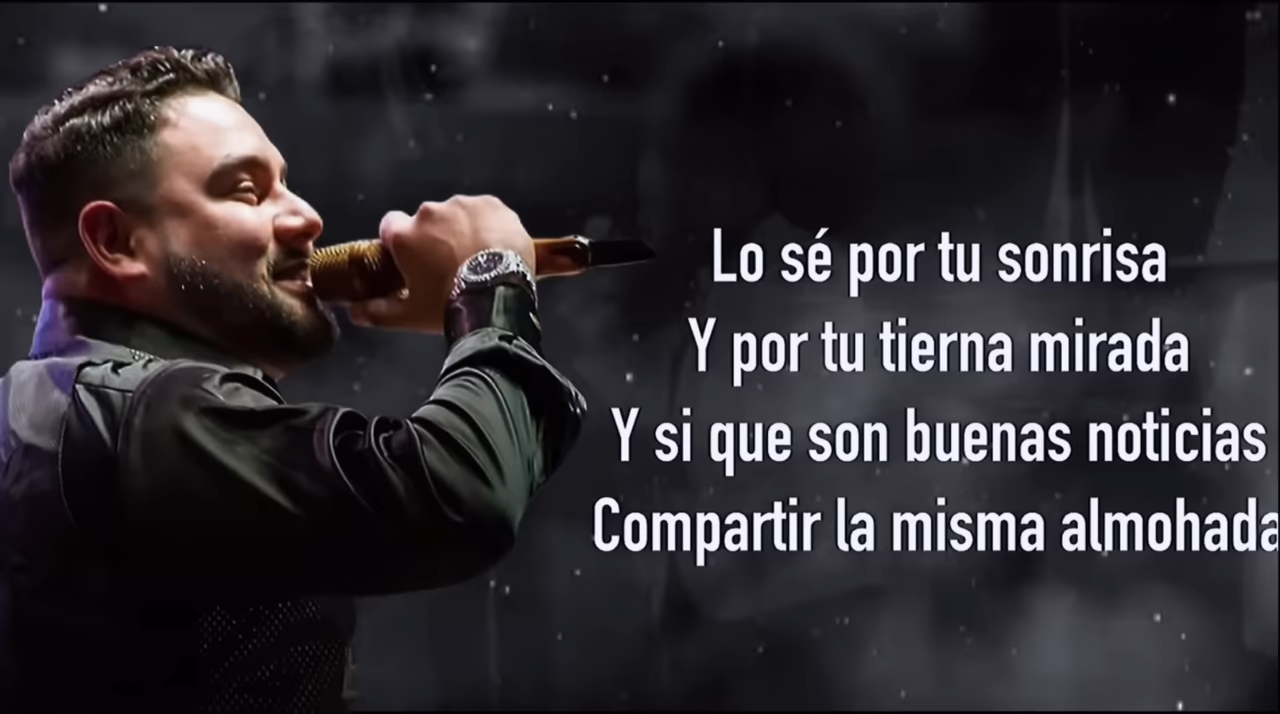 Lo sé por tu sonrisa
Y por tu tierna mirada
Y si que son buenas noticias
Compartir la misma almohada